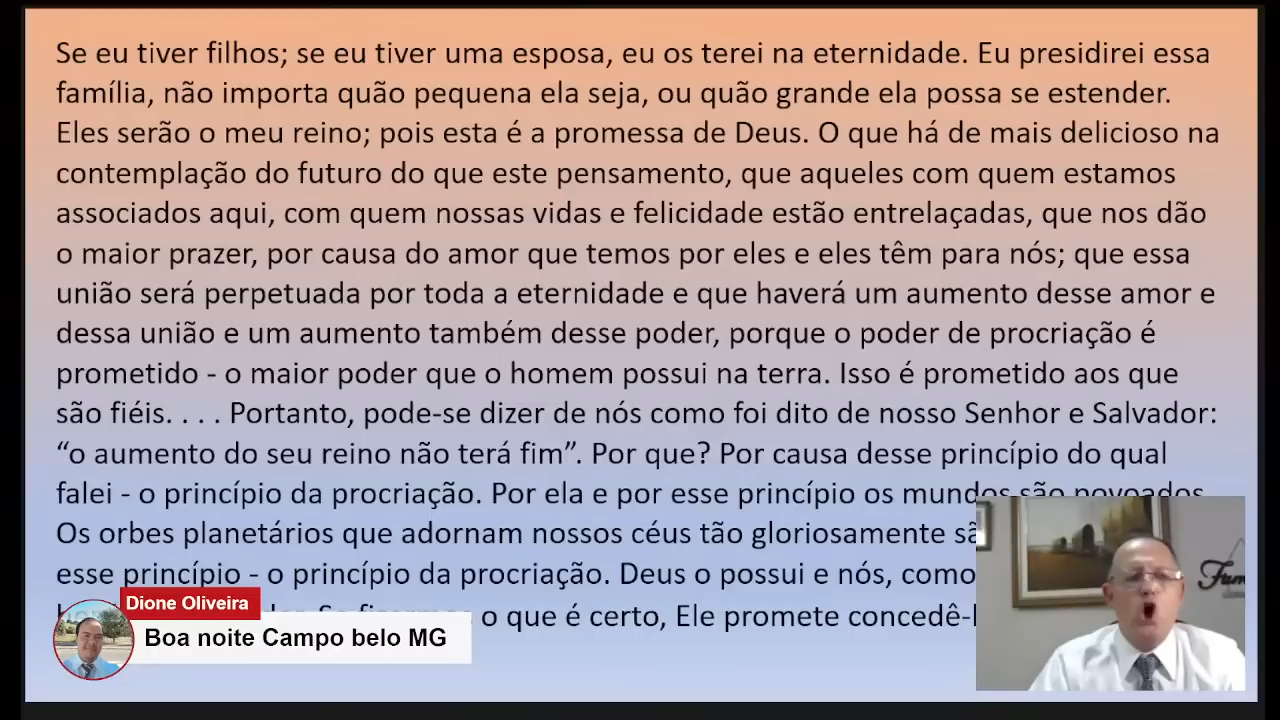 Se eu tiver filhos; se eu tiver uma esposa, eu os terei na eternidade. Eu presidirei essa
família, não importa quão pequena ela seja, ou quão grande ela possa se estender.
Eles serão o meu reino; pois esta é a promessa de Deus. O que há de mais delicioso na
contemplação do futuro do que este pensamento, que aqueles com quem estamos
associados aqui, com quem nossas vidas e felicidade estão entrelaçadas, que nos dão
o maior prazer, por causa do amor que temos por eles e eles têm para nós; que essa
união será perpetuada por toda a eternidade e que haverá um aumento desse amor e
dessa união e um aumento também desse poder, porque o poder de procriação é
prometido - o maior poder que o homem possui na terra. Isso é prometido aos que
são fiéis. . . . Portanto, pode-se dizer de nós como foi dito de nosso Senhor e Salvador:
“o aumento do seu reino não terá fim”. Por que? Por causa desse princípio do qual
falei - o princípio da procriação. Por ela e por esse princípio os mundos são povoados.
Os orbes planetários que adornam nossos céus tão gloriosamente
esse princípio - o princípio da procriação. Deus o possui e nós, como
o que é certo, Ele promete
Dione Oliveira
Boa noite Campo belo MG